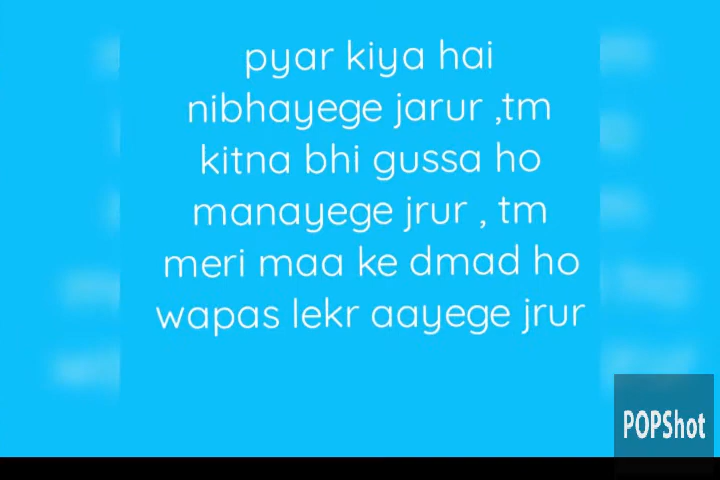 pyar kiya hai
nibhayege jarur ,tm
kitna bhi gussa ho
manayege jrur , tm
meri maa ke dmad ho
wapas lekr aayege jrur
POPShot